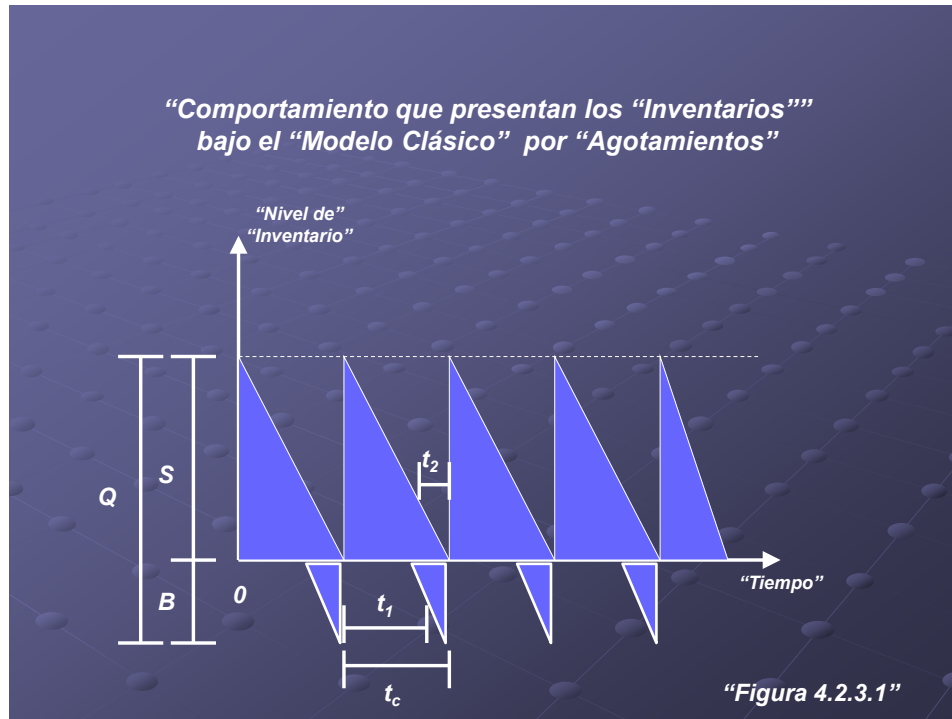 “Comportamiento que presentan los “Inventarios””
bajo el “Modelo Clásico” por “Agotamientos”
“Nivel de”
“Inventario”
t2
S
Q
“Tiempo”
0
B
t1
tc
“Figura 4.2.3.1”